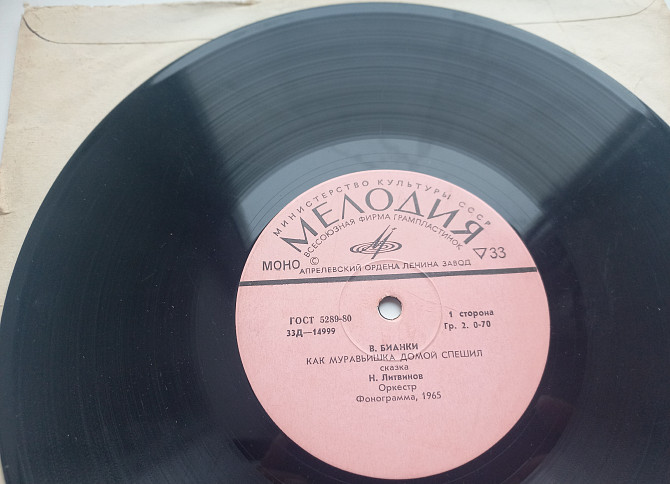 МИНИСТЕРСТВО КУЛЬТУРЫ СССР
МЕЛОДИЯ
© ВСЕСОЮЗНАЯ ФИРМА ГРАМПЛАСТИНОК
МОНО
33
АПРЕЛЕВСКИЙ ОРДЕНА ЛЕНИНА ЗАВОД
ГОСТ 5289-80
33Д—14999
1 сторона
Гр. 2. 0-70
В. БИАНКИ
КАК МУРАВЬИШКА ДОМОЙ СПЕШИЛ
сказка
Н. Литвинов
Оркестр
Фонограмма, 1965